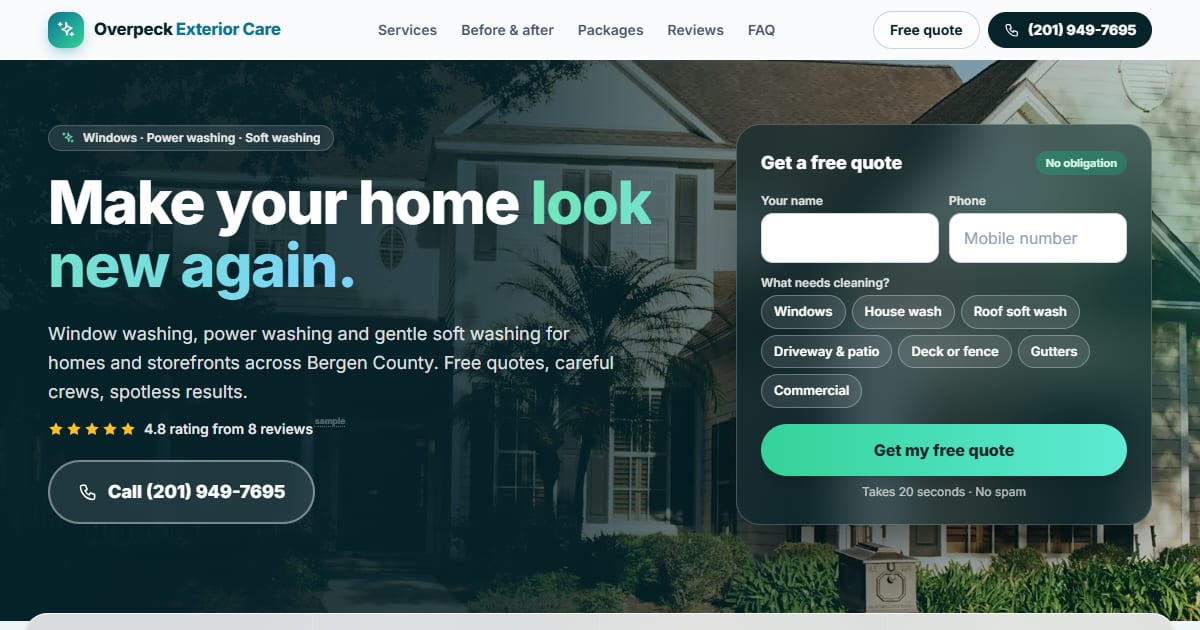 Overpeck Exterior Care
Services
Before & after
Packages
Reviews
FAQ
Free quote
(201) 949-7695
Windows · Power washing · Soft washing
Make your home look
new again.
Window washing, power washing and gentle soft washing for
homes and storefronts across Bergen County. Free quotes, careful
crews, spotless results.
4.8 rating from 8 reviews sample
Call (201) 949-7695
Get a free quote
No obligation
Your name
Phone
Mobile number
What needs cleaning?
Windows
House wash
Roof soft wash
Driveway & patio
Deck or fence
Gutters
Commercial
Get my free quote
Takes 20 seconds · No spam